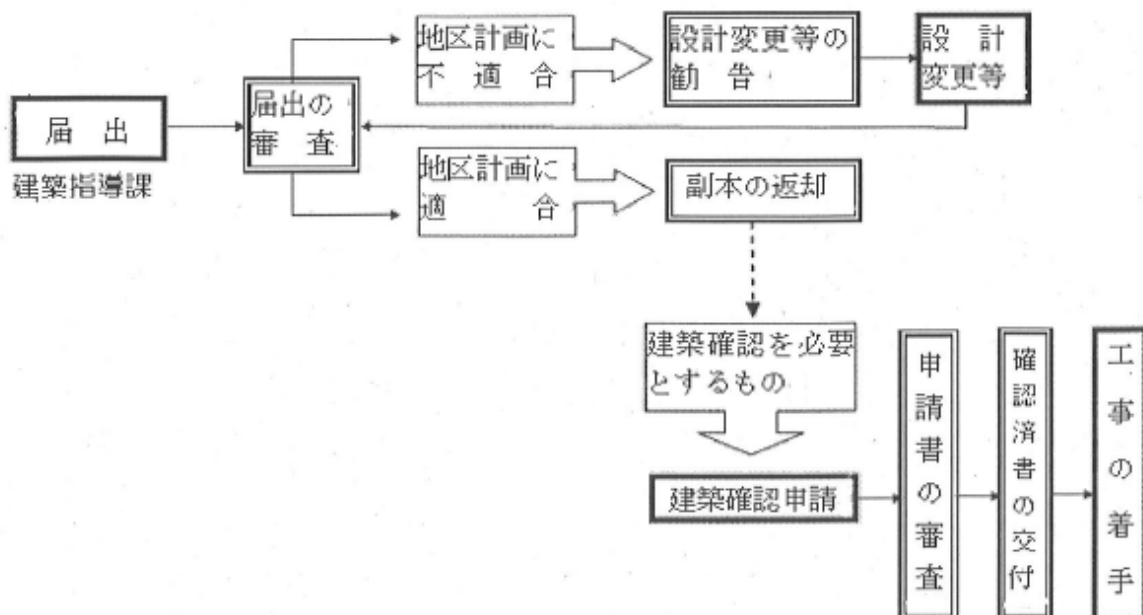 届出
建築指導課
届出の
審査
地区計画に
不適合
設計変更等の
勧告
設計
変更等
地区計画に
適合
副本の返却
建築確認を必要
とするもの
建築確認申請
申請書の審査
確認済書の交付
工事の着手